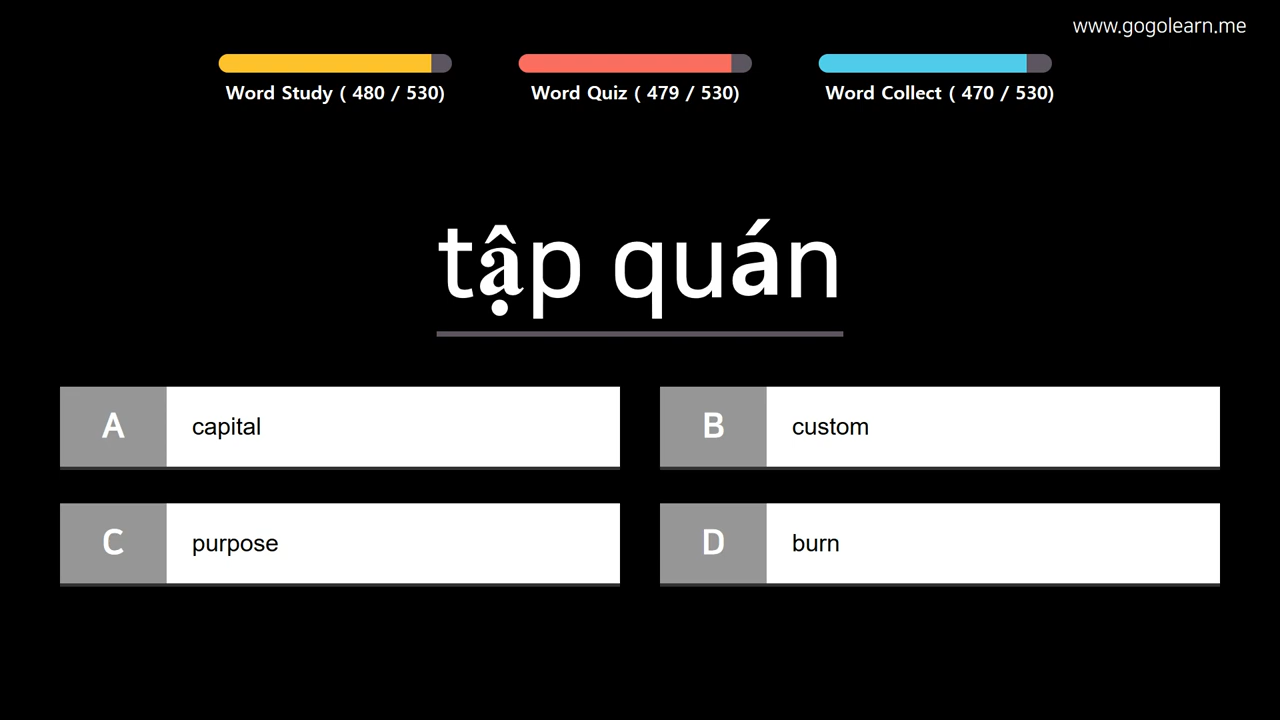 www.gogolearn.me
Word Study ( 480 / 530)
Word Quiz ( 479 / 530)
Word Collect ( 470 / 530)
tập quán
A capital
B custom
C purpose
D burn